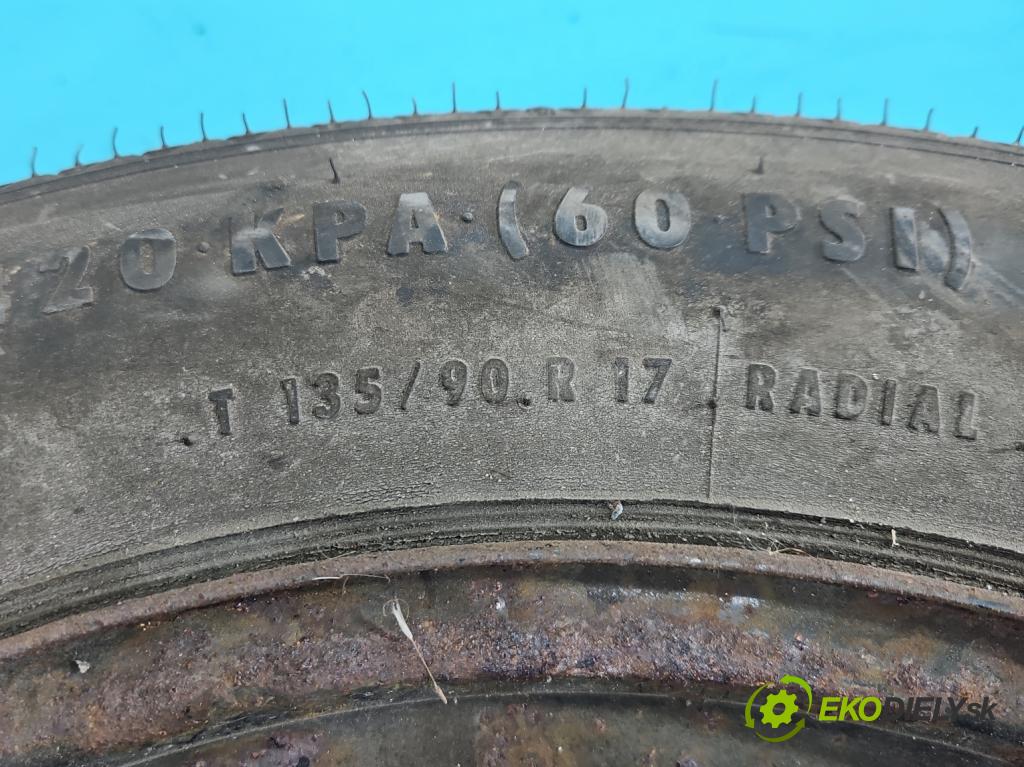 20 KPA (60 PSI)
T 135/90 R 17 RADIAL
EKODIELY.sk